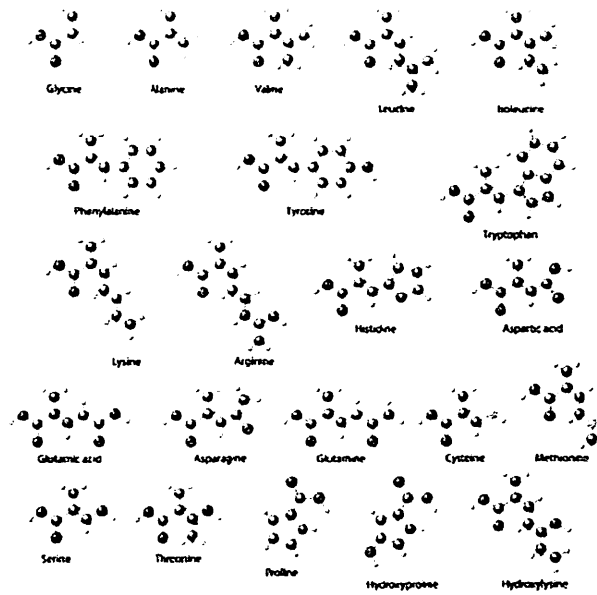 Glycine
Alanine
Valine
Leucine
Isoleucine
Phenylalanine
Tyrosine
Tryptophan
Lysine
Arginine
Histidine
Aspartic acid
Glutamic acid
Asparagine
Glutamine
Cysteine
Methionine
Serine
Threonine
Proline
Hydroxyproline
Hydroxylysine